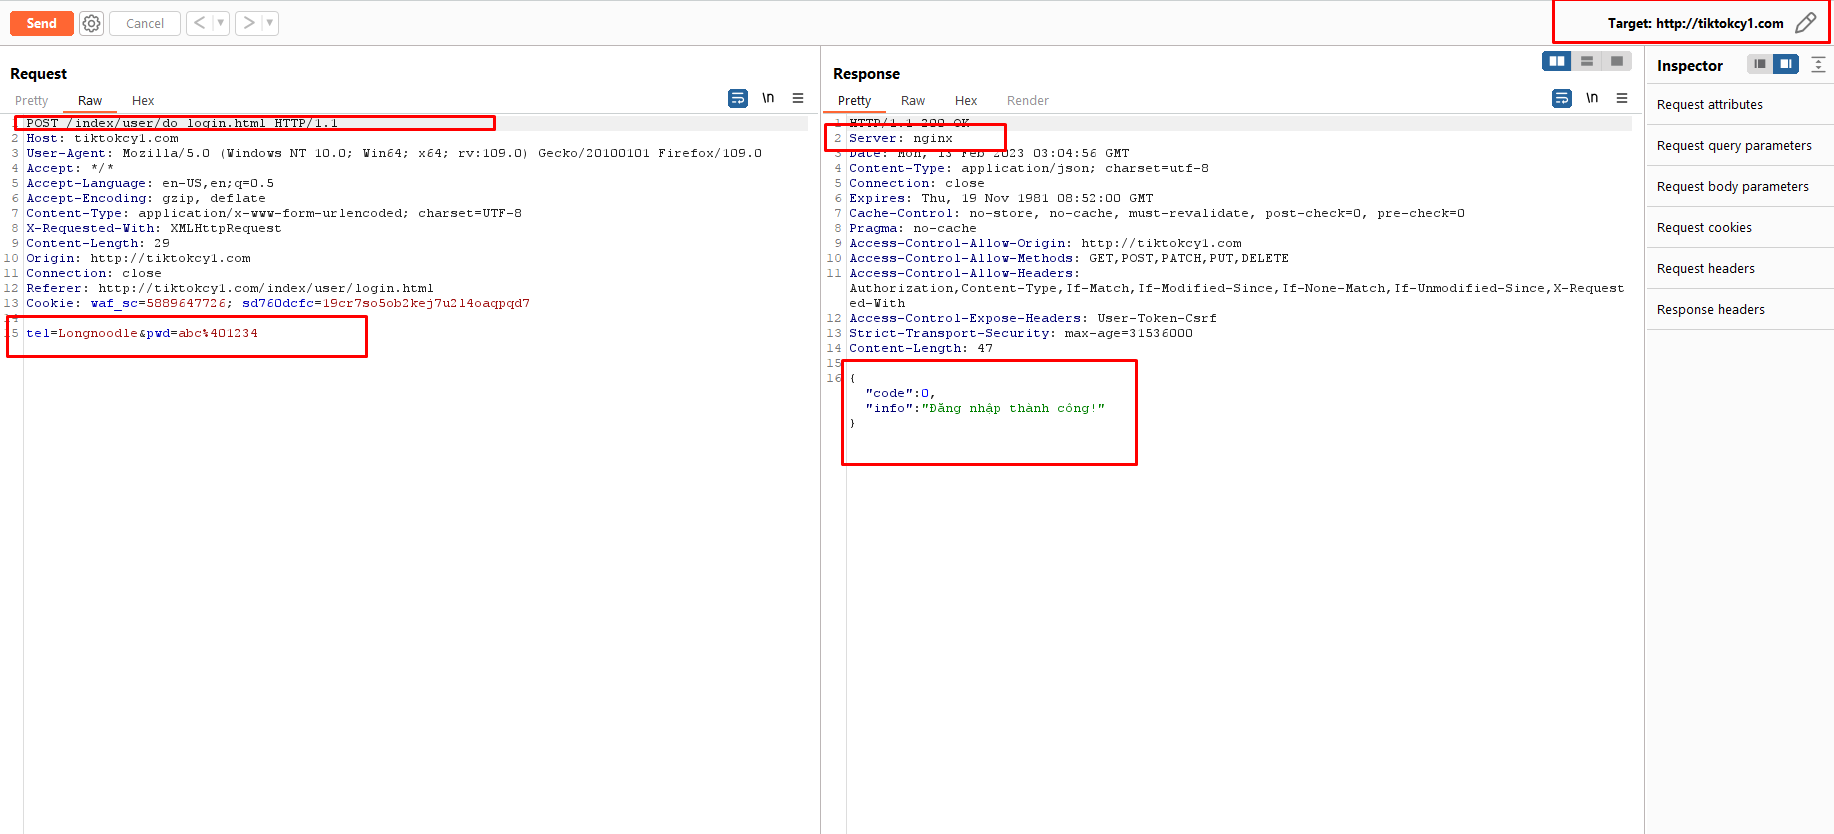 Send
Cancel
Target: http://tiktokcy1.com
Request
Pretty Raw Hex
\n
1 POST /index/user/do_login.html HTTP/1.1
2 Host: tiktokcy1.com
3 User-Agent: Mozilla/5.0 (Windows NT 10.0; Win64; x64; rv:109.0) Gecko/20100101 Firefox/109.0
4 Accept: */*
5 Accept-Language: en-US,en;q=0.5
6 Accept-Encoding: gzip, deflate
7 Content-Type: application/x-www-form-urlencoded; charset=UTF-8
8 X-Requested-With: XMLHttpRequest
9 Content-Length: 29
10 Origin: http://tiktokcy1.com
11 Connection: close
12 Referer: http://tiktokcy1.com/index/user/login.html
13 Cookie: waf_sc=5889647726; sd760dcfc=19cr7so5ob2kej7u214oaqpqd7
14
15 tel=Longnoodle&pwd=abc%401234
Response
Pretty Raw Hex Render
\n
1 HTTP/1.1 200 OK
2 Server: nginx
3 Date: Mon, 13 Feb 2023 03:04:56 GMT
4 Content-Type: application/json; charset=utf-8
5 Connection: close
6 Expires: Thu, 19 Nov 1981 08:52:00 GMT
7 Cache-Control: no-store, no-cache, must-revalidate, post-check=0, pre-check=0
8 Pragma: no-cache
9 Access-Control-Allow-Origin: http://tiktokcy1.com
10 Access-Control-Allow-Methods: GET,POST,PATCH,PUT,DELETE
11 Access-Control-Allow-Headers:
Authorization,Content-Type,If-Match,If-Modified-Since,If-None-Match,If-Unmodified-Since,X-Request
ed-With
12 Access-Control-Expose-Headers: User-Token-Csrf
13 Strict-Transport-Security: max-age=31536000
14 Content-Length: 47
15
16 {
"code":0,
"info":"Đăng nhập thành công!"
}
Inspector
Request attributes
Request query parameters
Request body parameters
Request cookies
Request headers
Response headers